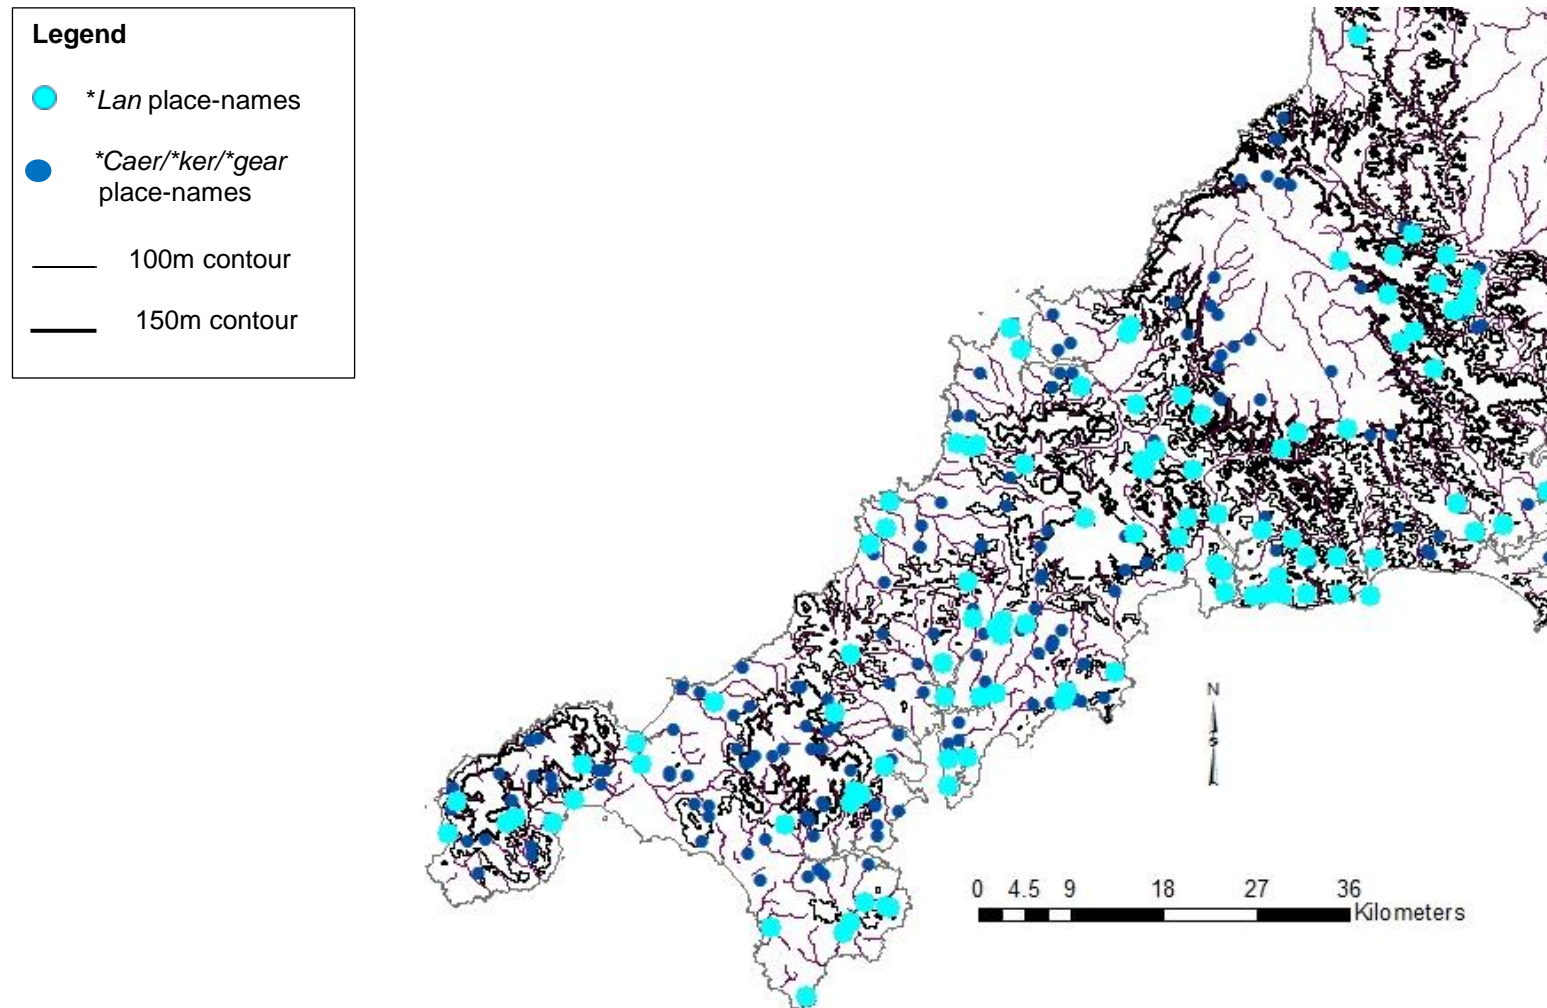 Legend
*Lan place-names
*Caer/*ker/*gear
place-names
100m contour
150m contour
N
S
0 4.5 9 18 27 36
Kilometers